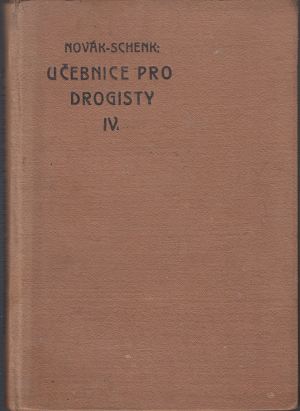 NOVÁK-SCHENK:
UČEBNICE PRO
DROGISTY
IV.